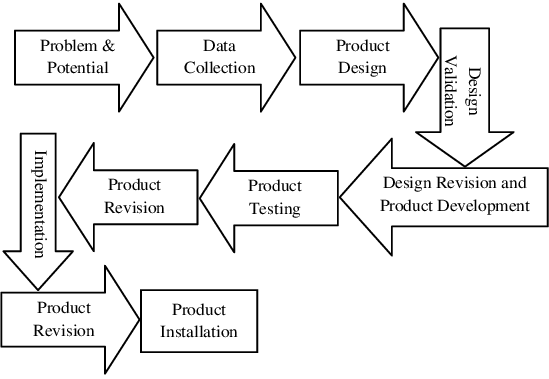 Problem &
Potential
Data
Collection
Product
Design
Design
Validation
Design Revision and
Product Development
Product
Testing
Product
Revision
Implementation
Product
Revision
Product
Installation